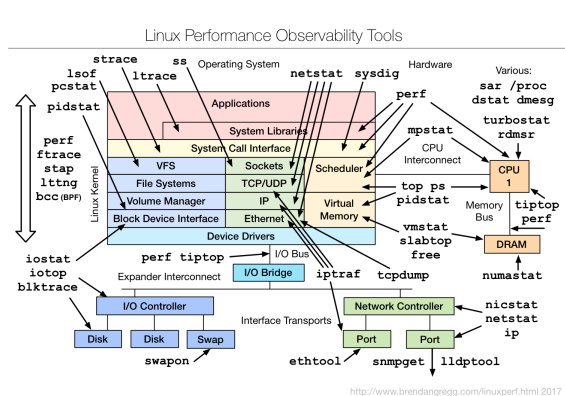 Linux Performance Observability Tools
strace
ss
Operating System
Hardware
lsof
pcstat
ltrace
netstat
sysdig
Various:
sar /proc
dstat dmesg
pidstat
Applications
perf
turbostat
rdmsr
System Libraries
mpstat
System Call Interface
CPU
Interconnect
perf
ftrace
stap
lttng
bcc (BPF)
Linux Kernel
VFS
Sockets
Scheduler
CPU
1
File Systems
TCP/UDP
top ps
pidstat
Volume Manager
IP
Virtual
Memory
Memory
Bus
tiptop
perf
Block Device Interface
Ethernet
vmstat
slabtop
free
Device Drivers
DRAM
iostat
iotop
blktrace
perf tiptop
I/O Bus
iptraf
tcpdump
numastat
Expander Interconnect
I/O Bridge
I/O Controller
Network Controller
nicstat
netstat
ip
Interface Transports
Disk
Disk
Swap
Port
Port
swapon
ethtool
snmpget
lldptool
http://www.brendangregg.com/linuxperf.html 2017